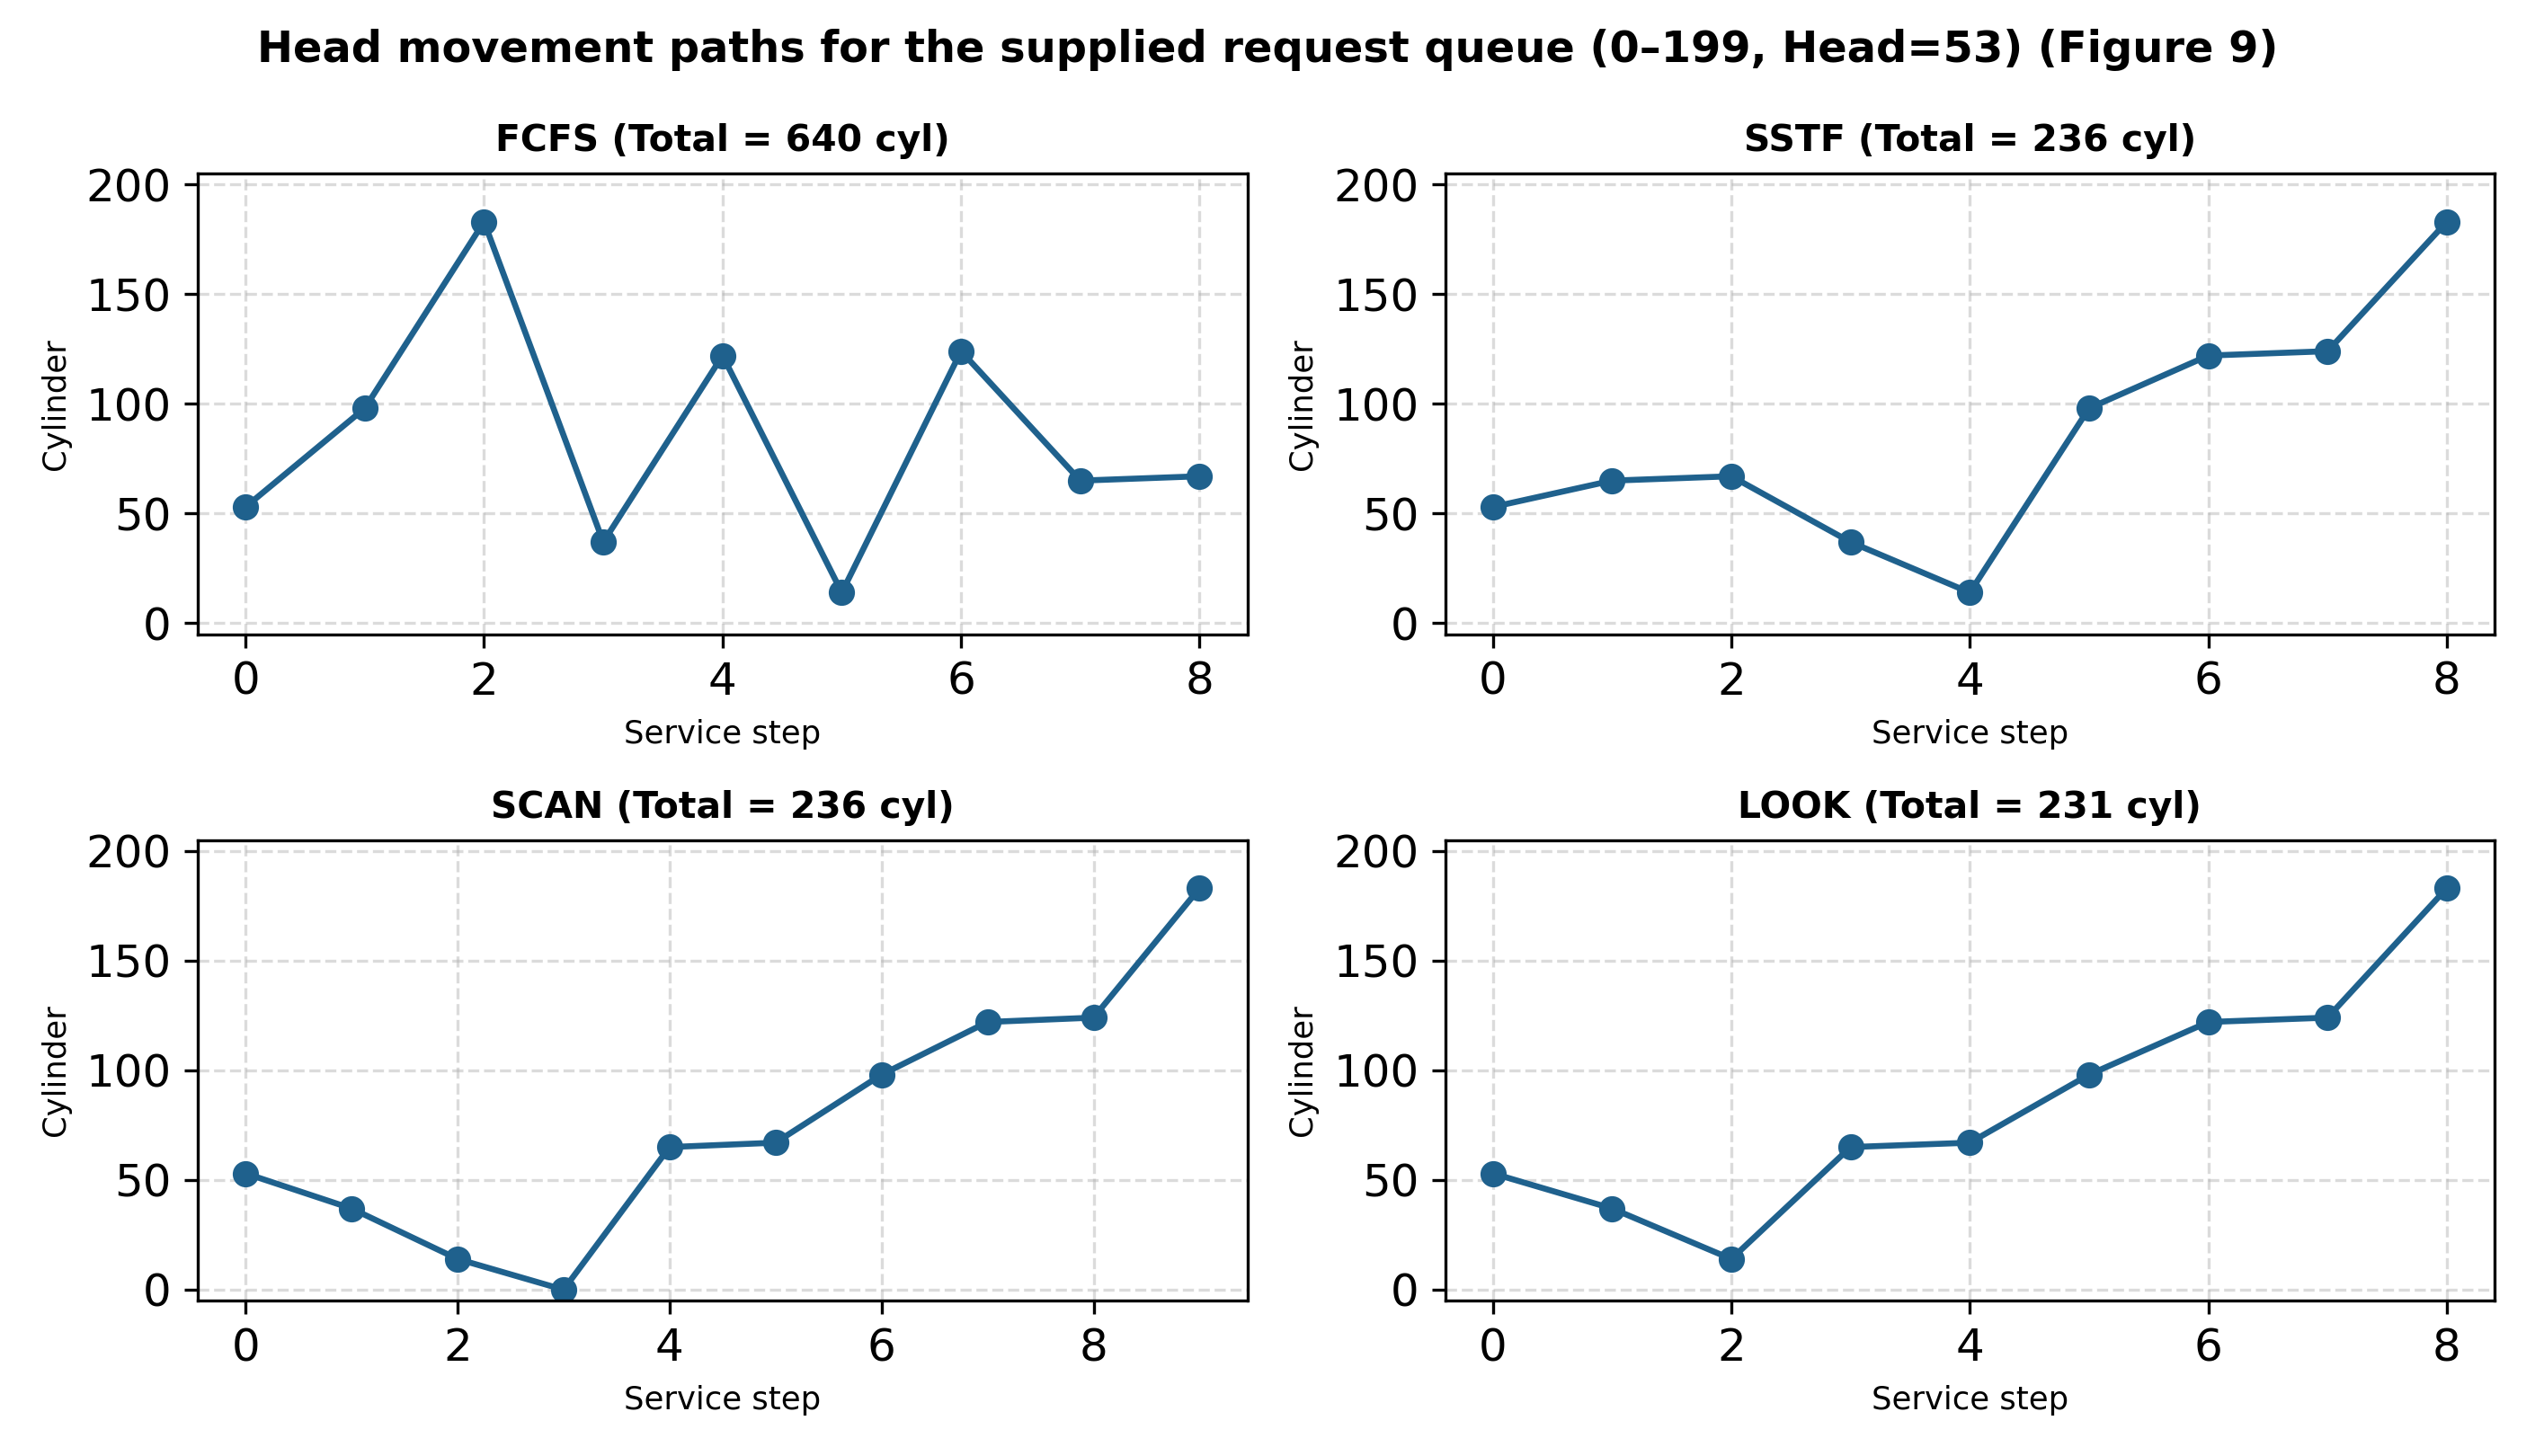 Head movement paths for the supplied request queue (0–199, Head=53) (Figure 9)
FCFS (Total = 640 cyl)
200
150
100
50
0
Cylinder
0 2 4 6 8
Service step
SSTF (Total = 236 cyl)
200
150
100
50
0
Cylinder
0 2 4 6 8
Service step
SCAN (Total = 236 cyl)
200
150
100
50
0
Cylinder
0 2 4 6 8
Service step
LOOK (Total = 231 cyl)
200
150
100
50
0
Cylinder
0 2 4 6 8
Service step